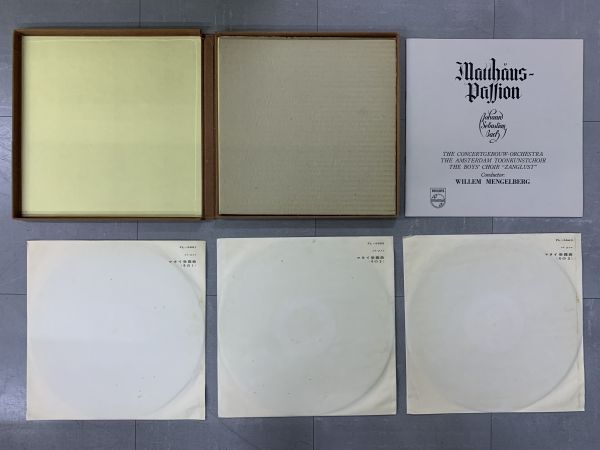 Matthäus-
Passion
Johann
Sebastian
Bach
THE CONCERTGEBOUW-ORCHESTRA
THE AMSTERDAM TOONKUNSTCHOIR
THE BOYS' CHOIR "ZANGLUST"
Conductor:
WILLEM MENGELBERG
PHILIPS
マタイ受難曲
マタイ受難曲
マタイ受難曲